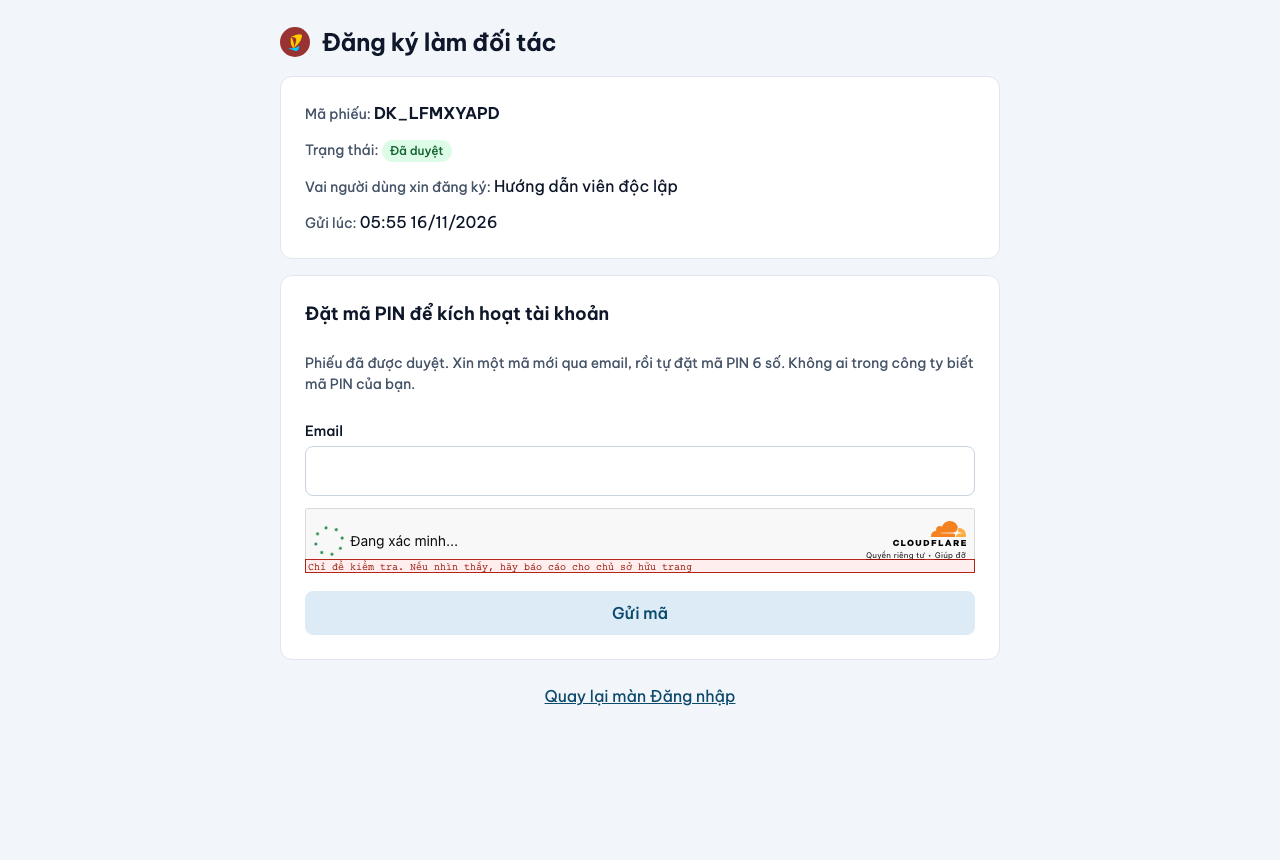 Đăng ký làm đối tác
Mã phiếu: DK_LFMXYAPD
Trạng thái: Đã duyệt
Vai người dùng xin đăng ký: Hướng dẫn viên độc lập
Gửi lúc: 05:55 16/11/2026
Đặt mã PIN để kích hoạt tài khoản
Phiếu đã được duyệt. Xin một mã mới qua email, rồi tự đặt mã PIN 6 số. Không ai trong công ty biết
mã PIN của bạn.
Email
Đang xác minh...
CLOUDFLARE
Quyền riêng tư • Giúp đỡ
Chỉ để kiểm tra. Nếu nhìn thấy, hãy báo cáo cho chủ sở hữu trang
Gửi mã
Quay lại màn Đăng nhập